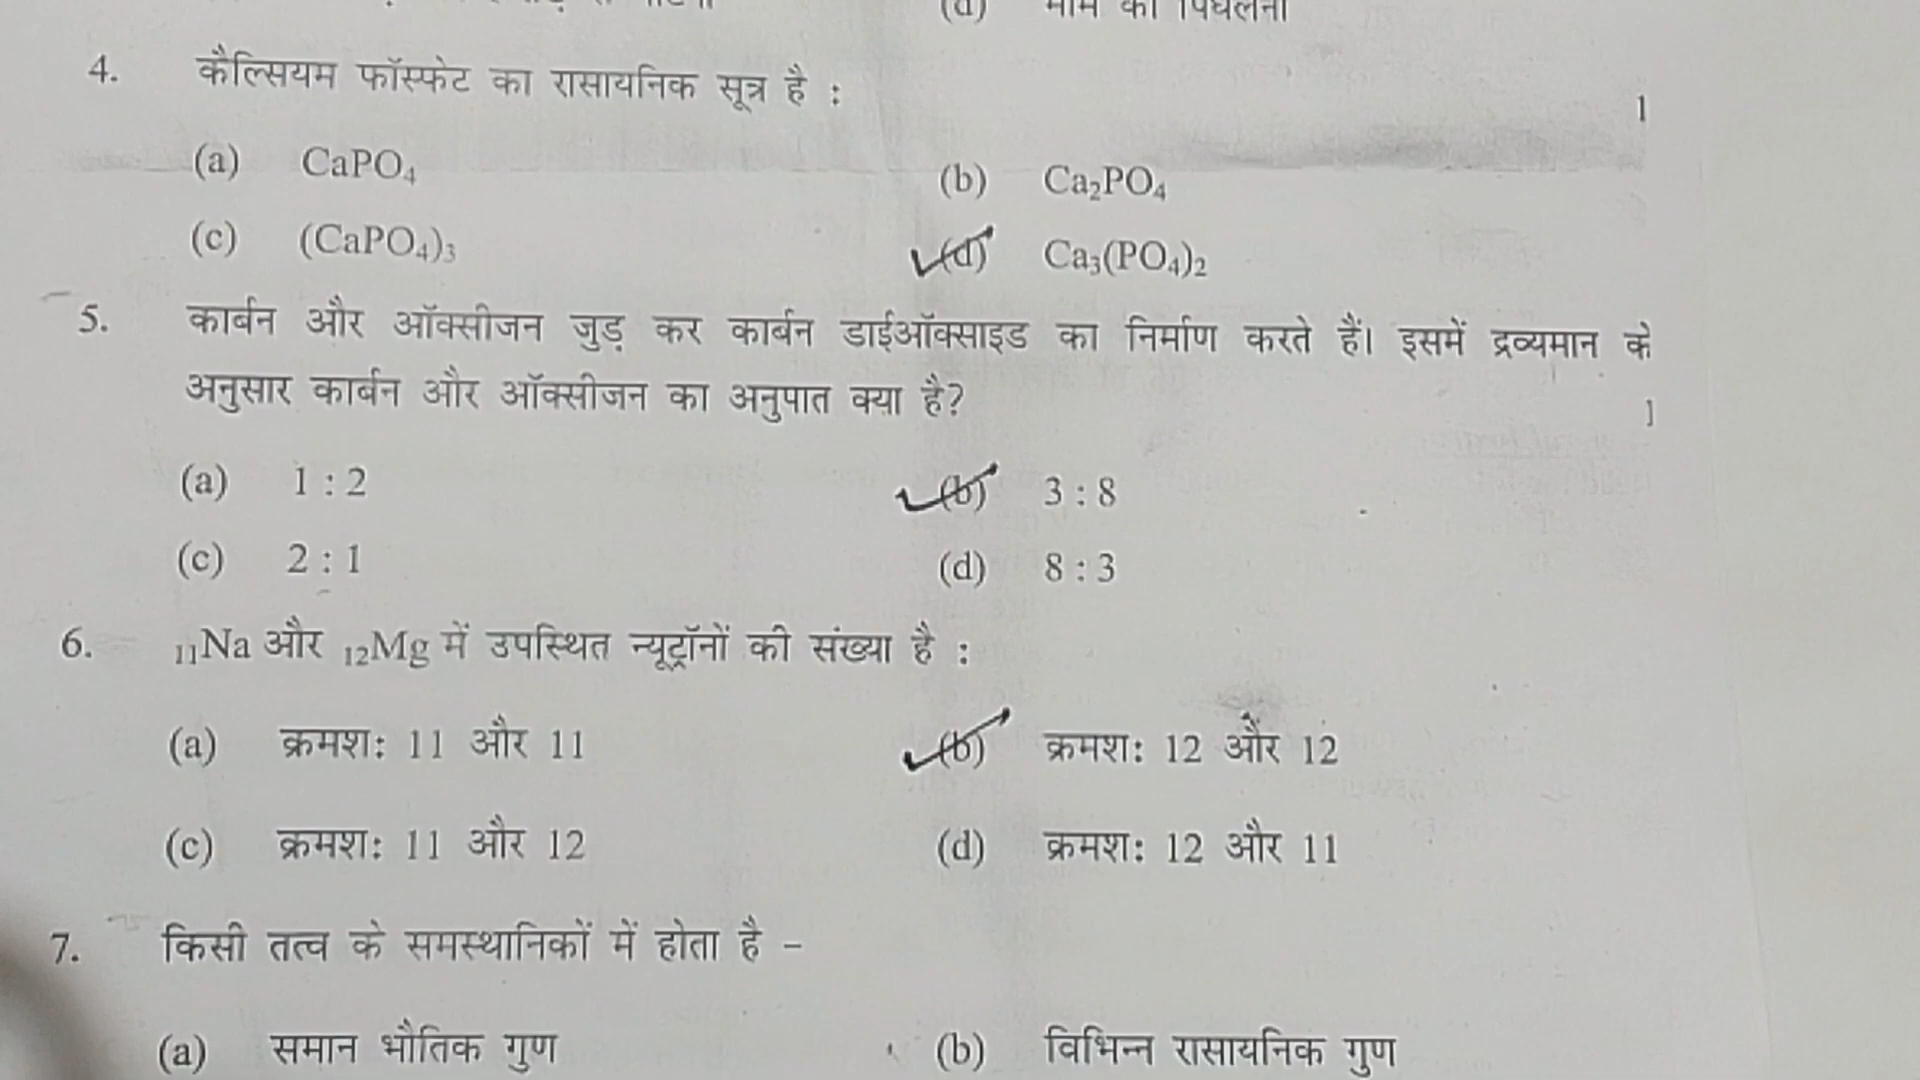 (d) मोम का पिघलना
4. कैल्सियम फॉस्फेट का रासायनिक सूत्र है :
1
(a) CaPO₄ (b) Ca₂PO₄
(c) (CaPO₄)₃ (d) Ca₃(PO₄)₂
5. कार्बन और ऑक्सीजन जुड़ कर कार्बन डाईऑक्साइड का निर्माण करते हैं। इसमें द्रव्यमान के
अनुसार कार्बन और ऑक्सीजन का अनुपात क्या है? 1
(a) 1 : 2 (b) 3 : 8
(c) 2 : 1 (d) 8 : 3
6. ₁₁Na और ₁₂Mg में उपस्थित न्यूट्रॉनों की संख्या है :
(a) क्रमशः 11 और 11 (b) क्रमशः 12 और 12
(c) क्रमशः 11 और 12 (d) क्रमशः 12 और 11
7. किसी तत्व के समस्थानिकों में होता है –
(a) समान भौतिक गुण (b) विभिन्न रासायनिक गुण